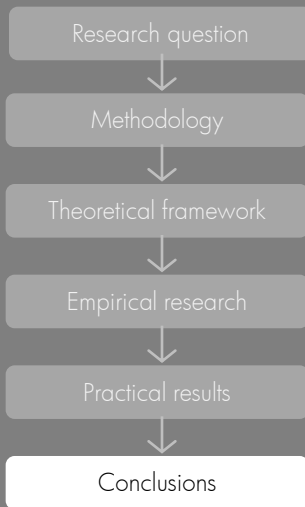 Research question
Methodology
Theoretical framework
Empirical research
Practical results
Conclusions